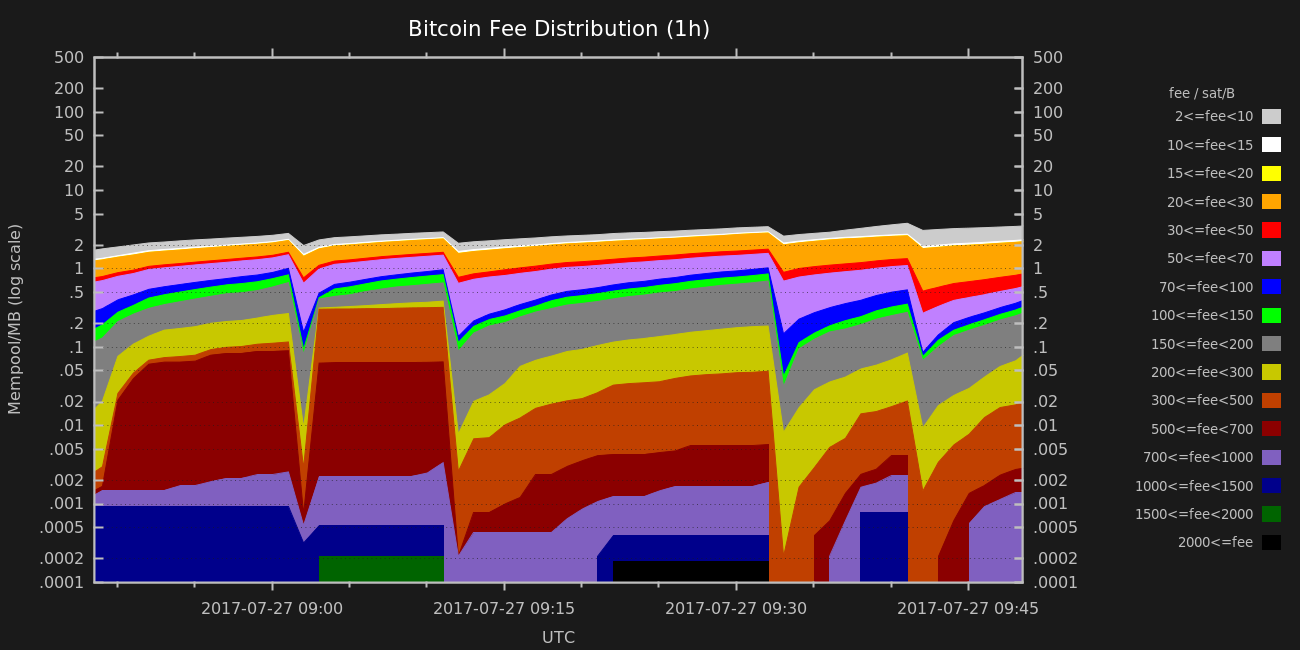 Bitcoin Fee Distribution (1h)
Mempool/MB (log scale)
500
200
100
50
20
10
5
2
1
.5
.2
.1
.05
.02
.01
.005
.002
.001
.0005
.0002
.0001
500
200
100
50
20
10
5
2
1
.5
.2
.1
.05
.02
.01
.005
.002
.001
.0005
.0002
.0001
2017-07-27 09:00
2017-07-27 09:15
2017-07-27 09:30
2017-07-27 09:45
UTC
fee / sat/B
2<=fee<10
10<=fee<15
15<=fee<20
20<=fee<30
30<=fee<50
50<=fee<70
70<=fee<100
100<=fee<150
150<=fee<200
200<=fee<300
300<=fee<500
500<=fee<700
700<=fee<1000
1000<=fee<1500
1500<=fee<2000
2000<=fee